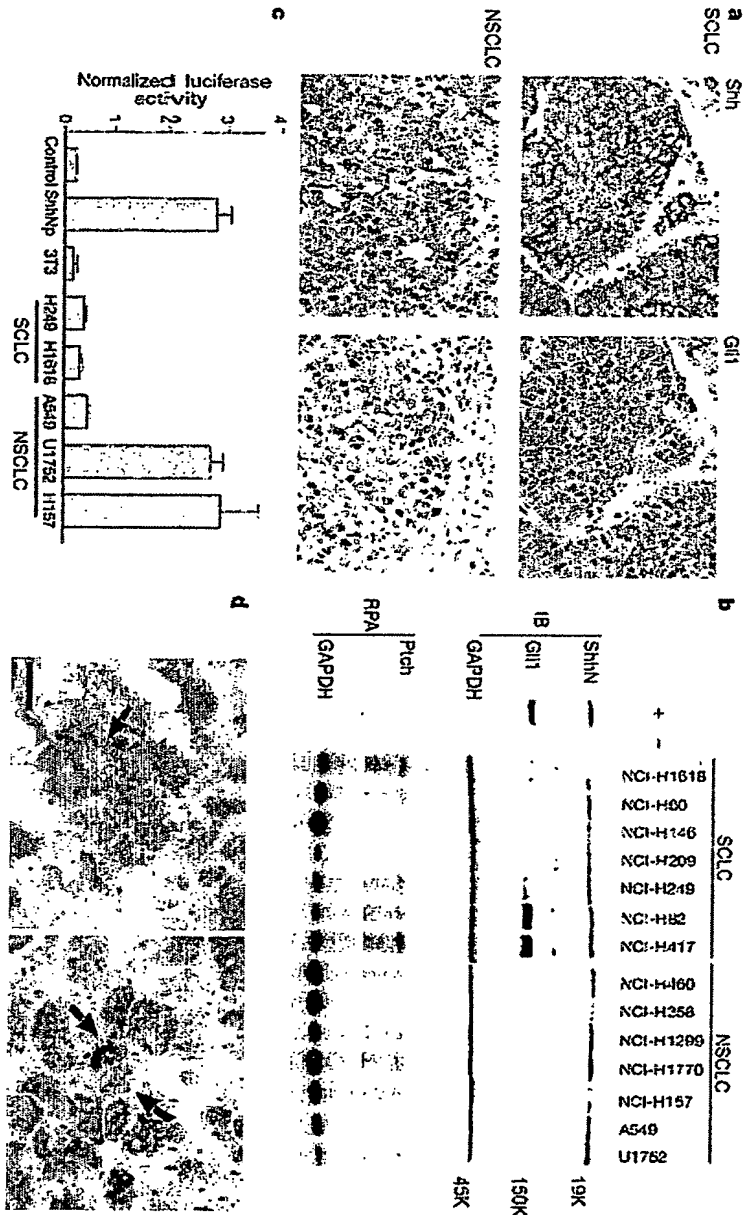 a
Shh
Gli1
SCLC
NSCLC
b
SCLC
NSCLC
+
–
NCI-H1618
NCI-H60
NCI-H146
NCI-H209
NCI-H249
NCI-H82
NCI-H417
NCI-H460
NCI-H358
NCI-H1299
NCI-H1770
NCI-H157
A549
U1752
IB
ShhN
19K
Gli1
150K
GAPDH
45K
RPA
Ptch
GAPDH
c
Normalized luciferase
activity
4
3
2
1
0
Control
ShhNp
3T3
H249
H1618
A549
U1752
H157
SCLC
NSCLC
d